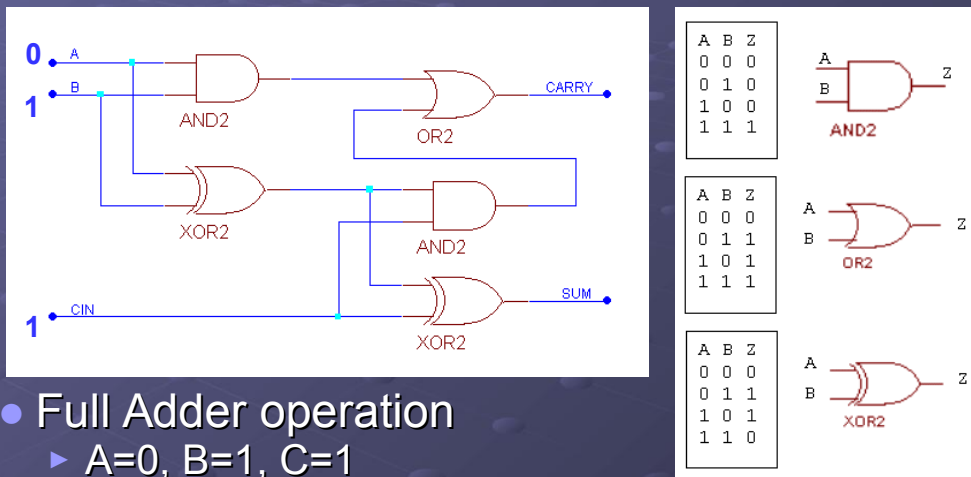 0
A
B
1
AND2
OR2
CARRY
XOR2
AND2
CIN
1
XOR2
SUM
A B Z
0 0 0
0 1 0
1 0 0
1 1 1
A
B
Z
AND2
A B Z
0 0 0
0 1 1
1 0 1
1 1 1
A
B
Z
OR2
A B Z
0 0 0
0 1 1
1 0 1
1 1 0
A
B
Z
XOR2
Full Adder operation
A=0, B=1, C=1